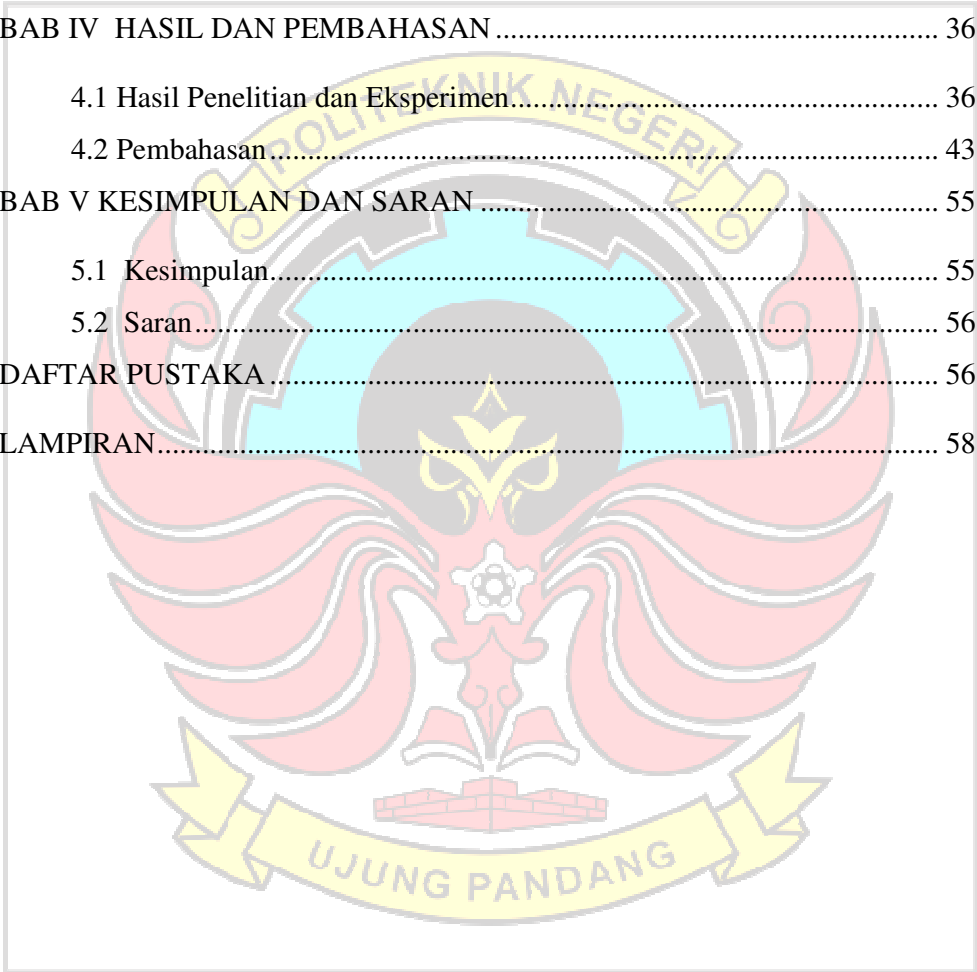 BAB IV  HASIL DAN PEMBAHASAN ........................................................ 36
4.1 Hasil Penelitian dan Eksperimen........................................................ 36
4.2 Pembahasan ........................................................ 43
BAB V KESIMPULAN DAN SARAN ........................................................ 55
5.1  Kesimpulan........................................................ 55
5.2  Saran ........................................................ 56
DAFTAR PUSTAKA ........................................................ 56
LAMPIRAN........................................................ 58
POLITEKNIK NEGERI
UJUNG PANDANG